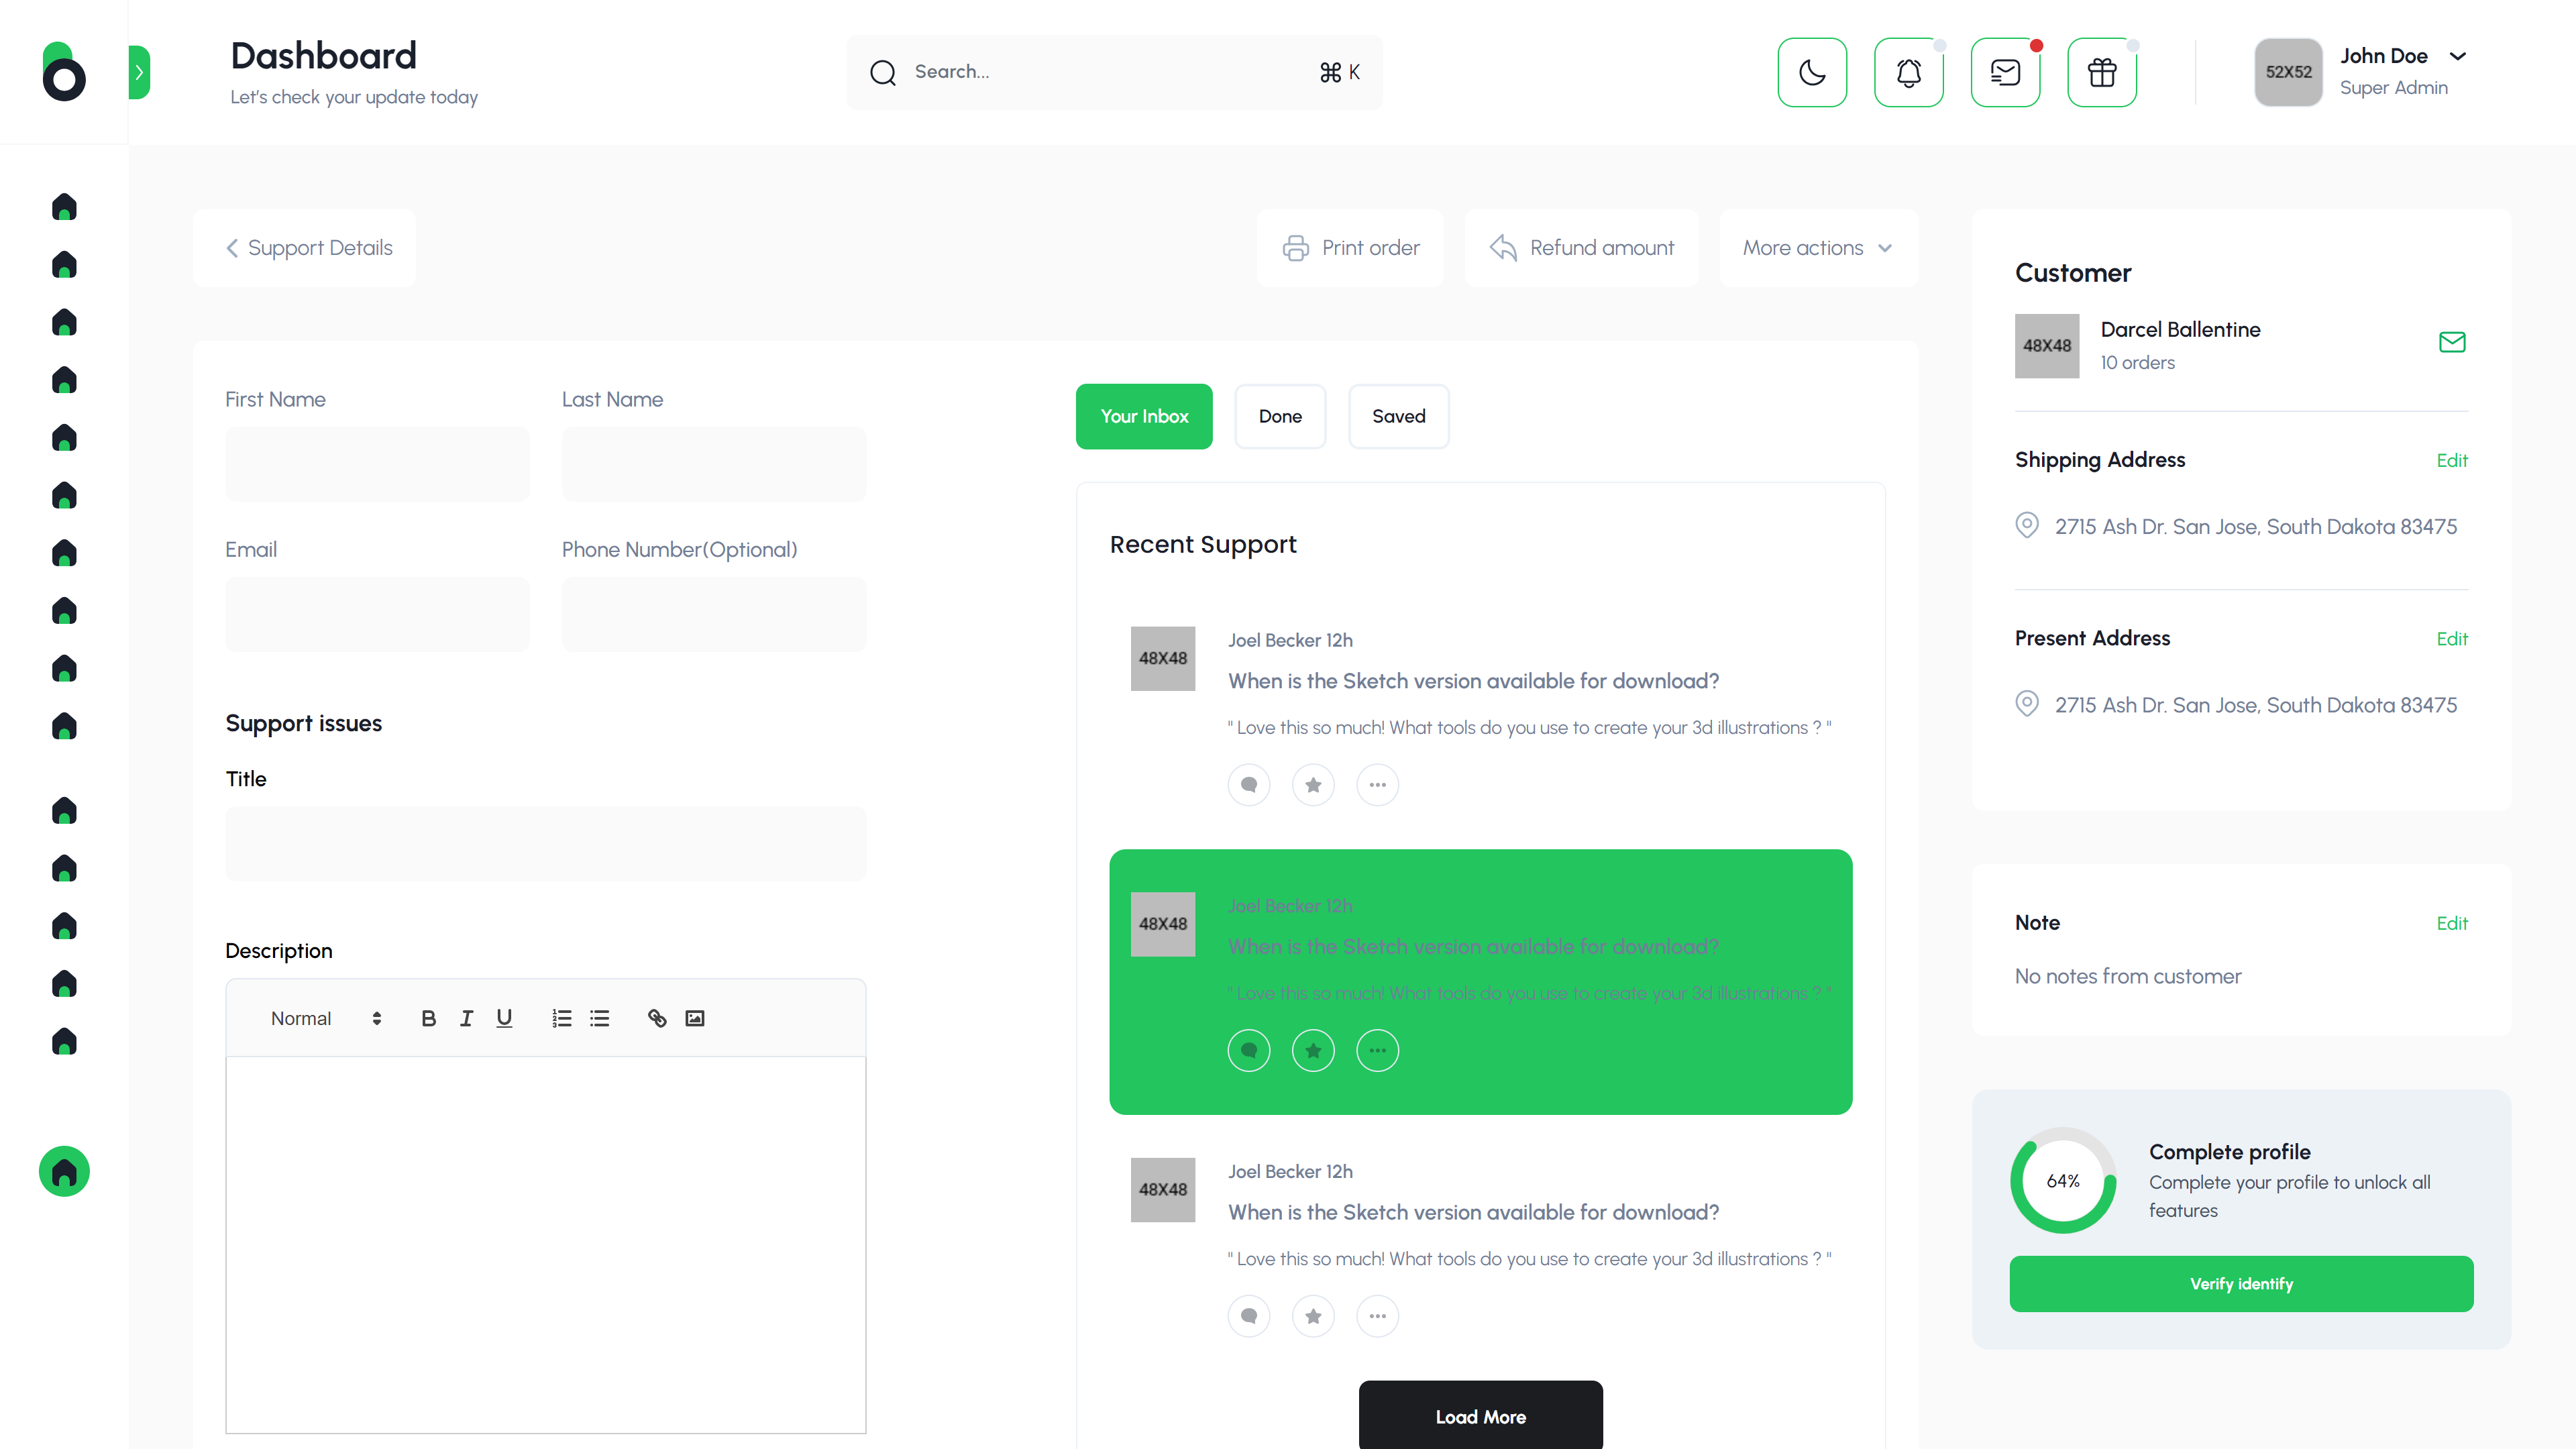 Dashboard
Let's check your update today
Search...
⌘ K
52X52
John Doe
Super Admin
Support Details
Print order
Refund amount
More actions
First Name
Last Name
Email
Phone Number(Optional)
Support issues
Title
Description
Normal
Your Inbox
Done
Saved
Recent Support
48X48
Joel Becker 12h
When is the Sketch version available for download?
" Love this so much! What tools do you use to create your 3d illustrations ? "
48X48
Joel Becker 12h
When is the Sketch version available for download?
" Love this so much! What tools do you use to create your 3d illustrations ? "
48X48
Joel Becker 12h
When is the Sketch version available for download?
" Love this so much! What tools do you use to create your 3d illustrations ? "
Load More
Customer
48X48
Darcel Ballentine
10 orders
Shipping Address
Edit
2715 Ash Dr. San Jose, South Dakota 83475
Present Address
Edit
2715 Ash Dr. San Jose, South Dakota 83475
Note
Edit
No notes from customer
64%
Complete profile
Complete your profile to unlock all
features
Verify identify